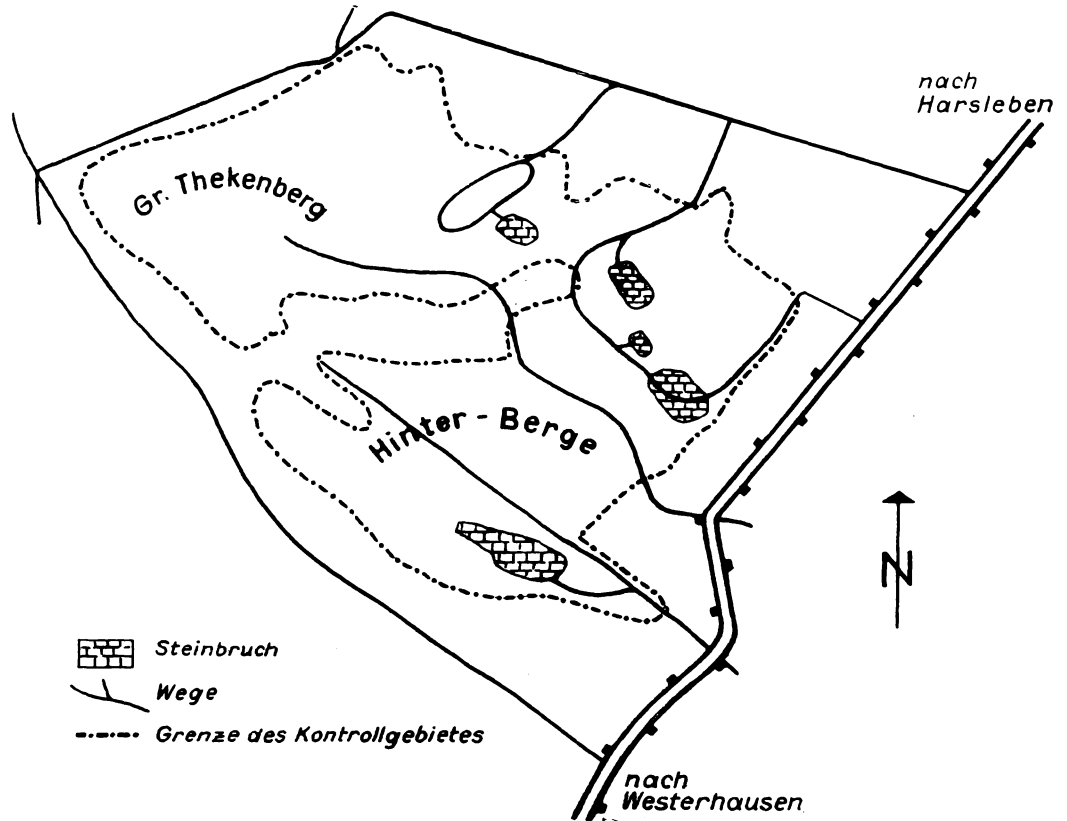 nach
Harsleben
Gr. Thekenberg
Hinter-Berge
N
Steinbruch
Wege
Grenze des Kontrollgebietes
nach
Westerhausen